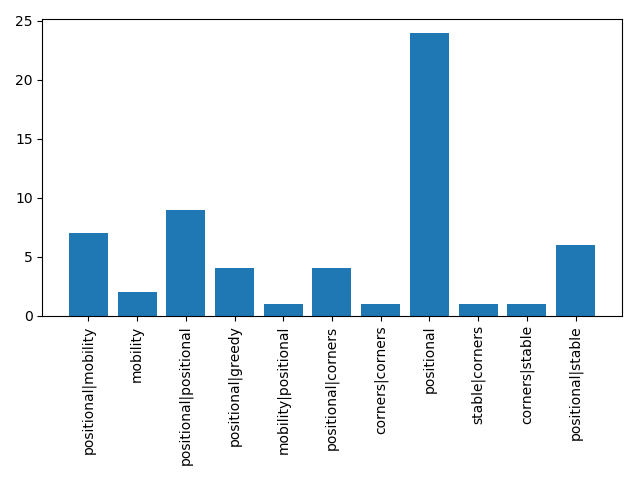 25
20
15
10
5
0
positional|mobility
mobility
positional|positional
positional|greedy
mobility|positional
positional|corners
corners|corners
positional
stable|corners
corners|stable
positional|stable